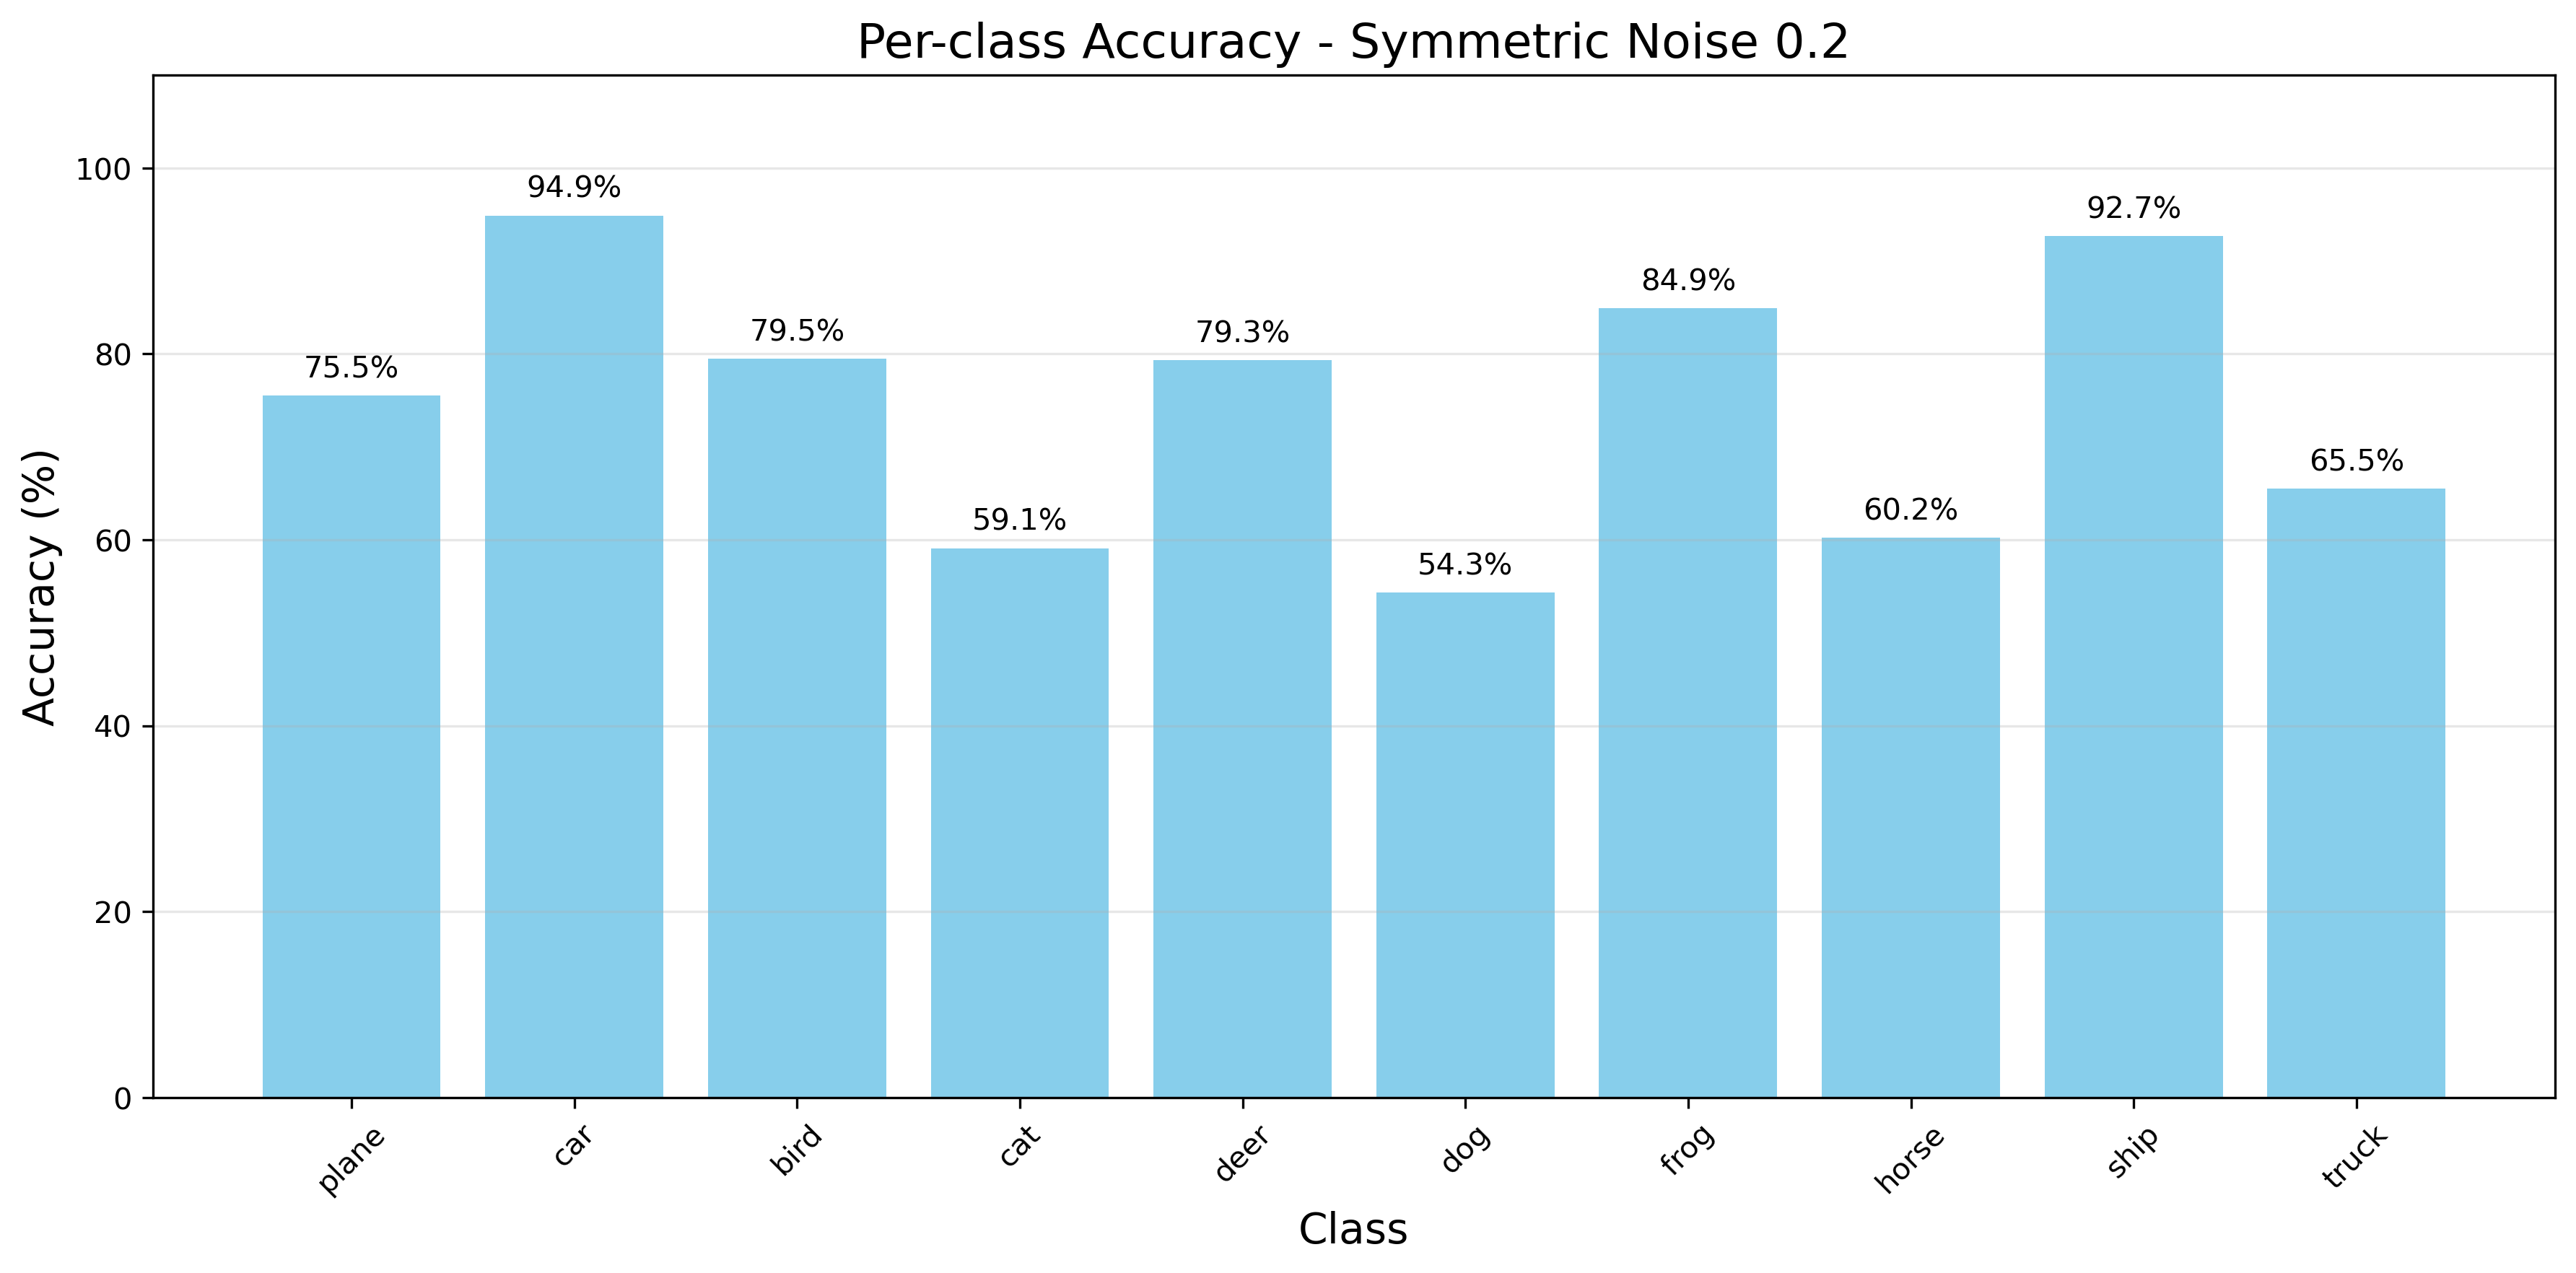 Per-class Accuracy - Symmetric Noise 0.2
Accuracy (%)
100
80
60
40
20
0
75.5%
94.9%
79.5%
59.1%
79.3%
54.3%
84.9%
60.2%
92.7%
65.5%
plane
car
bird
cat
deer
dog
frog
horse
ship
truck
Class